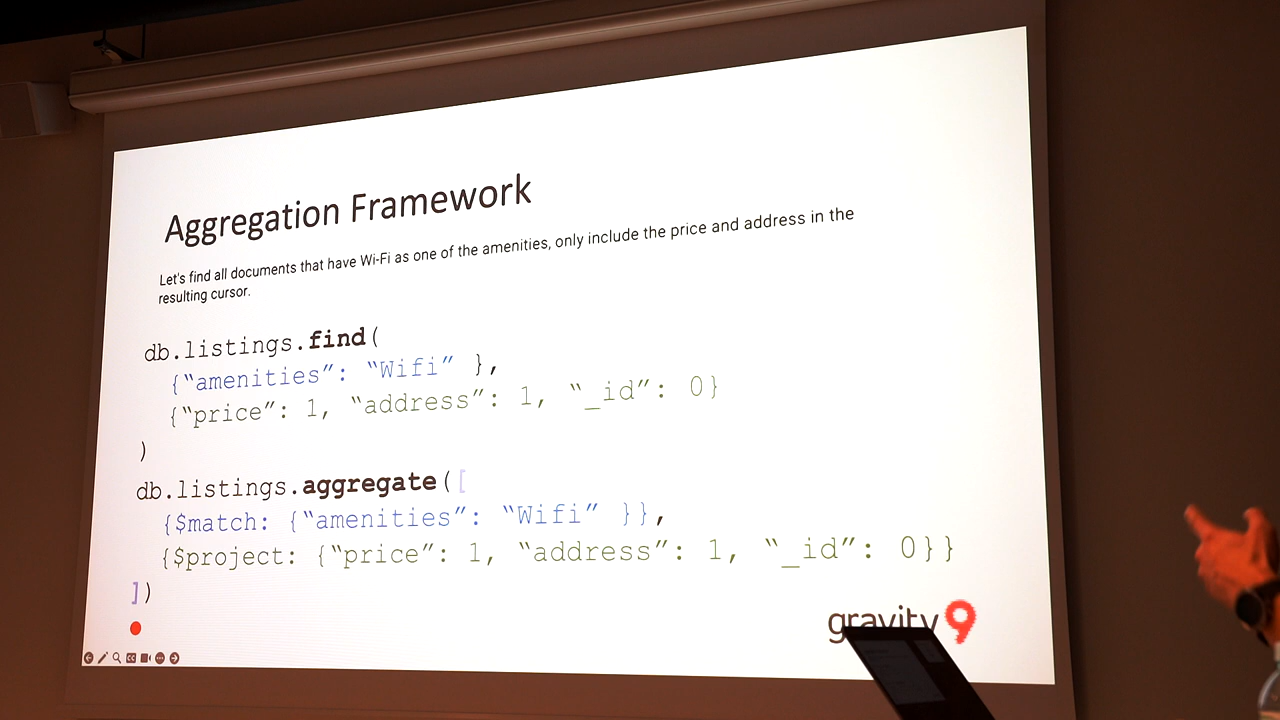 Aggregation Framework
Let's find all documents that have Wi-Fi as one of the amenities, only include the price and address in the
resulting cursor.
db.listings.find(
{“amenities”: “Wifi” },
{“price”: 1, “address”: 1, “_id”: 0}
)
db.listings.aggregate([
{$match: {“amenities”: “Wifi” }},
{$project: {“price”: 1, “address”: 1, “_id”: 0}}
])
gravity9